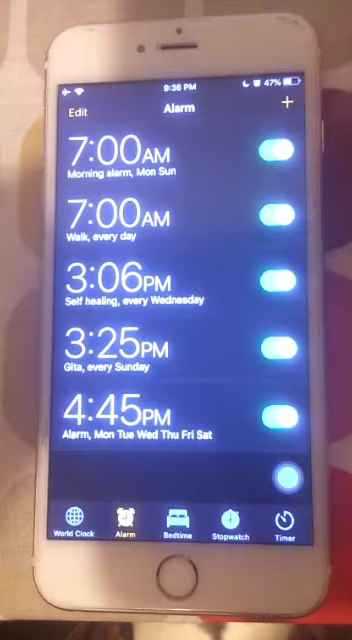 9:36 PM 47%
Edit Alarm +
7:00AM
Morning alarm, Mon Sun
7:00AM
Walk, every day
3:06PM
Self healing, every Wednesday
3:25PM
Gita, every Sunday
4:45PM
Alarm, Mon Tue Wed Thu Fri Sat
World Clock Alarm Bedtime Stopwatch Timer